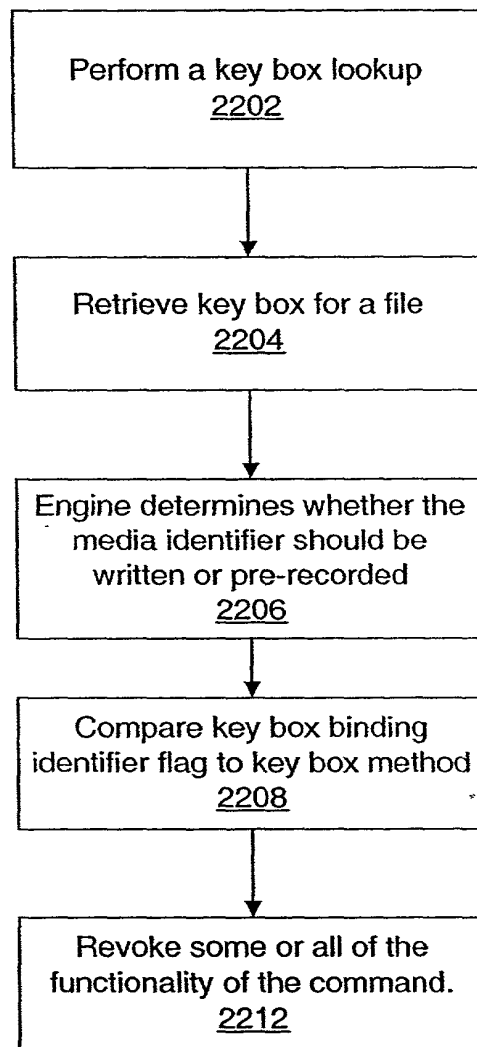 Perform a key box lookup
2202
Retrieve key box for a file
2204
Engine determines whether the
media identifier should be
written or pre-recorded
2206
Compare key box binding
identifier flag to key box method
2208
Revoke some or all of the
functionality of the command.
2212